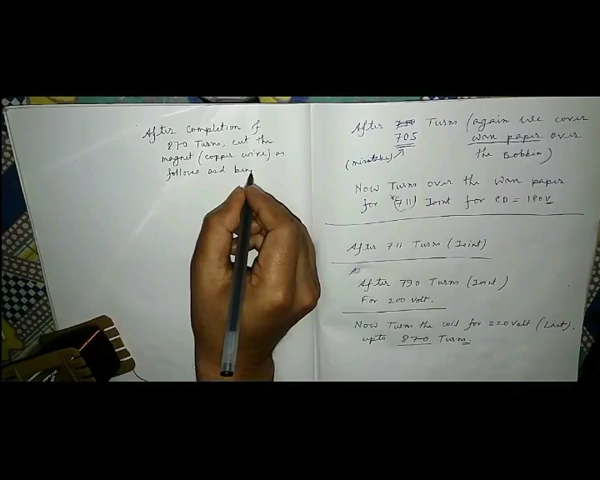 After Completion of
870 Turns, cut the
magnet (copper wire) as
follows and bin
After 750 Turns (again We cover
705 wax paper over
(mistake) the Bobbin)
Now Turns over the Wax paper
for (711) Joint for CD = 180V
After 711 Turns (Joint)
After 790 Turns (Joint)
For 200 volt.
Now Turns the coil for 220 Volt (Last),
upto 870 Turns.